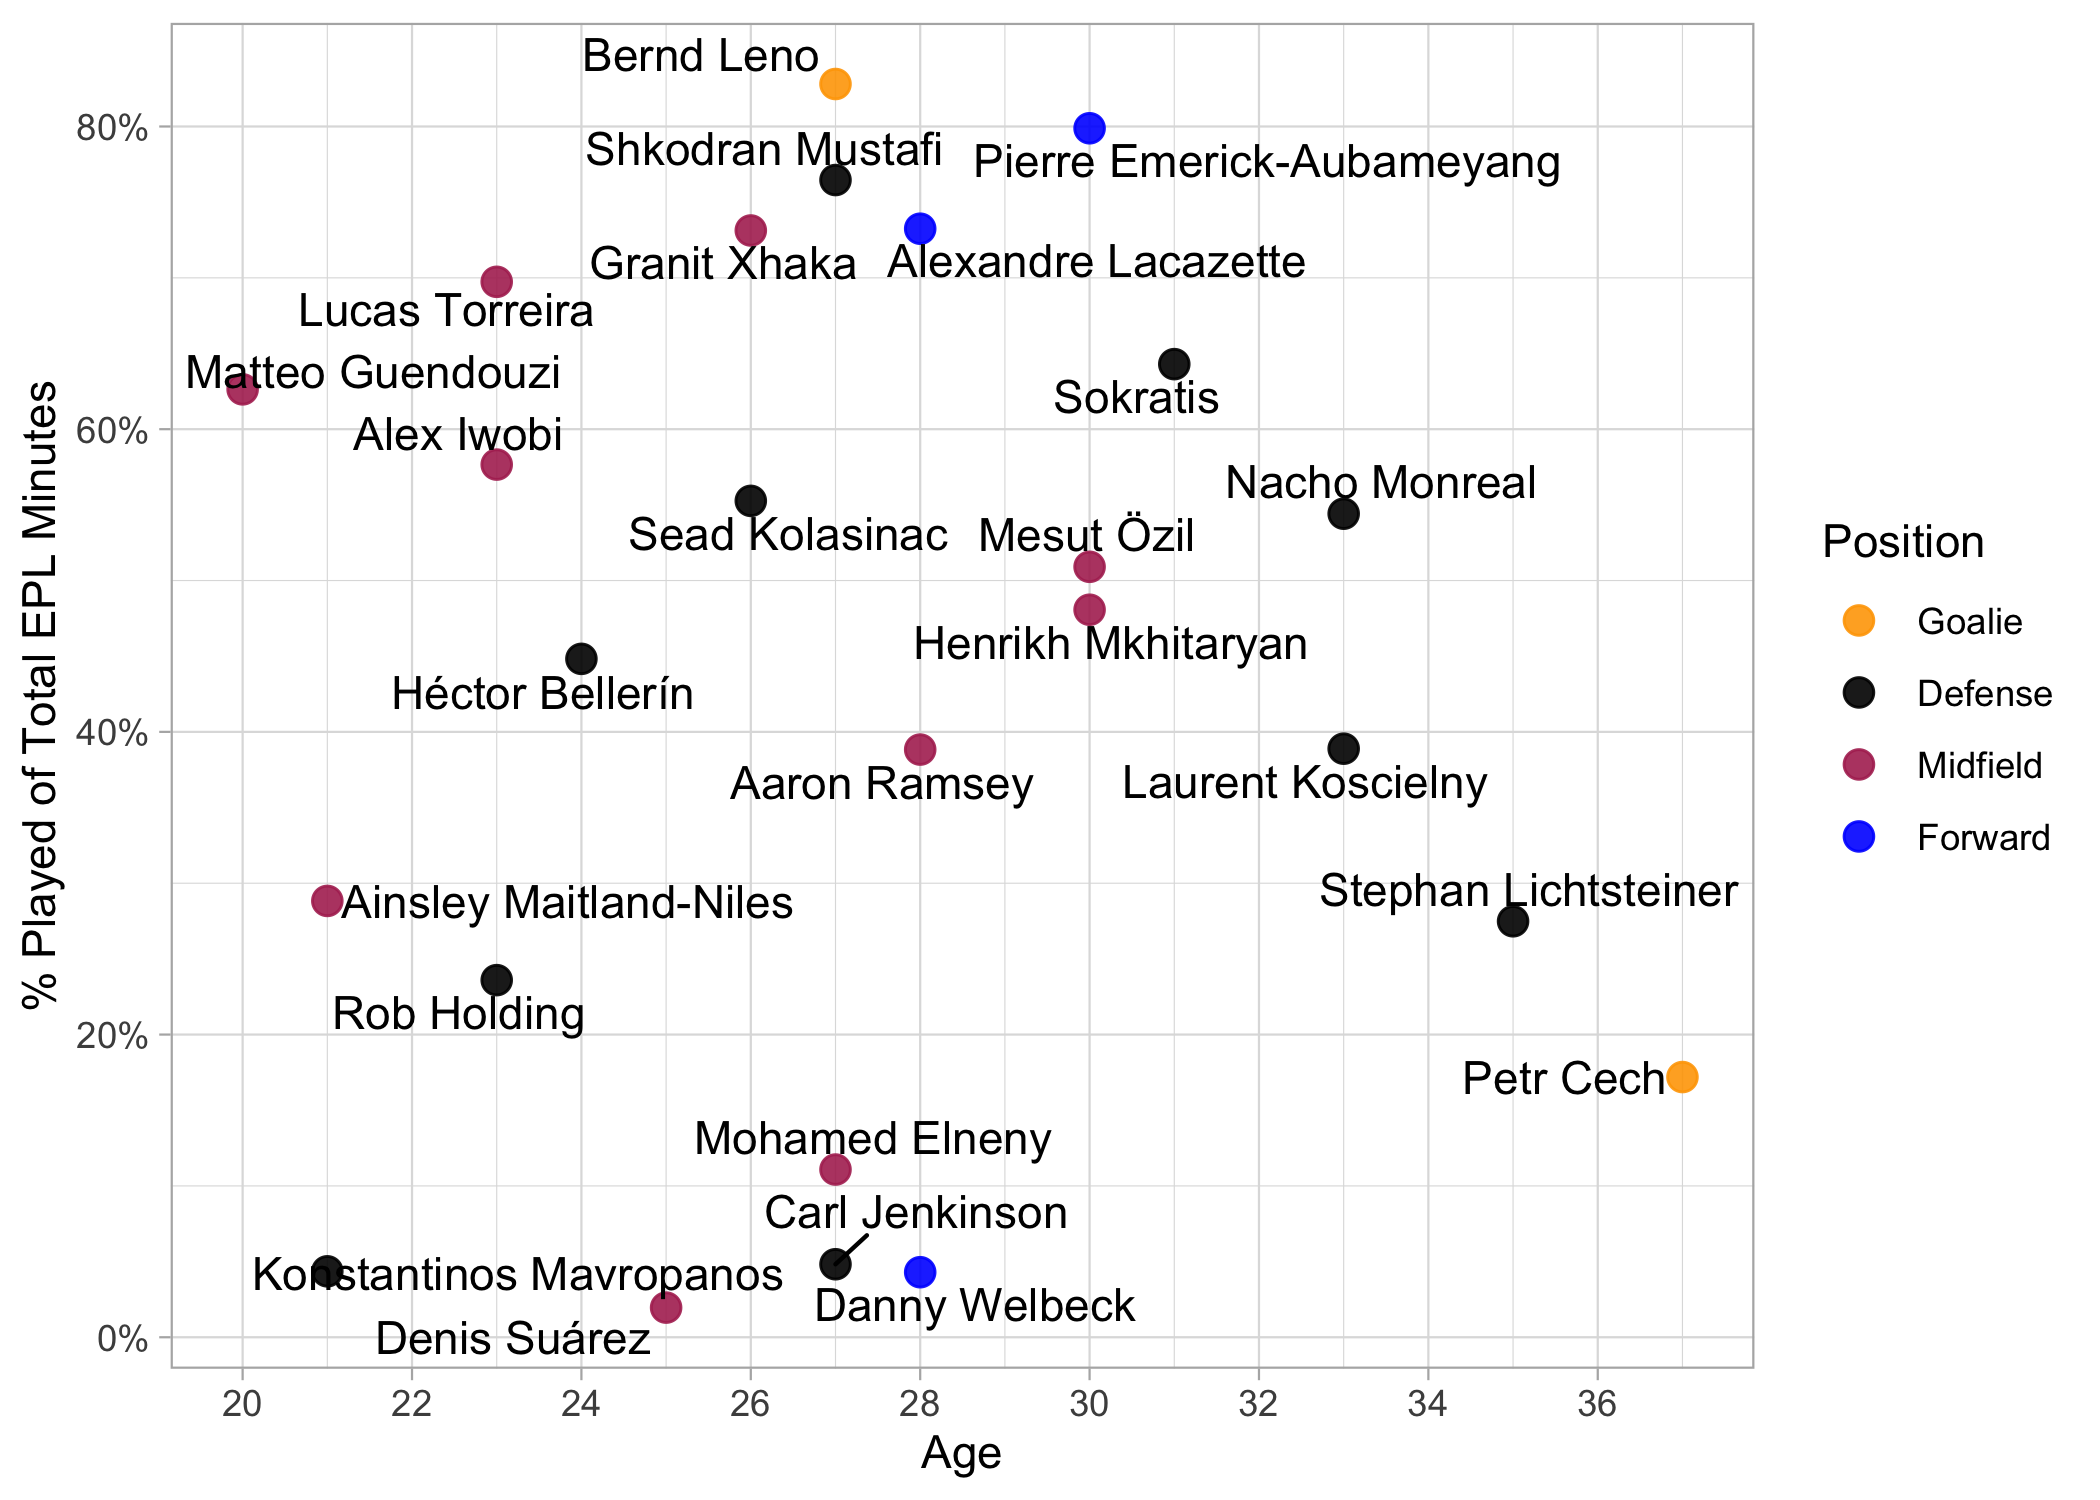 Bernd Leno
80%
Shkodran Mustafi
Pierre Emerick-Aubameyang
Granit Xhaka
Alexandre Lacazette
Lucas Torreira
Matteo Guendouzi
Sokratis
60%
Alex Iwobi
Nacho Monreal
Sead Kolasinac
Mesut Özil
Henrikh Mkhitaryan
Héctor Bellerín
40%
Aaron Ramsey
Laurent Koscielny
Ainsley Maitland-Niles
Stephan Lichtsteiner
Rob Holding
20%
Petr Cech
Mohamed Elneny
Carl Jenkinson
Konstantinos Mavropanos
Danny Welbeck
Denis Suárez
0%
20 22 24 26 28 30 32 34 36
Age
% Played of Total EPL Minutes
Position
Goalie
Defense
Midfield
Forward